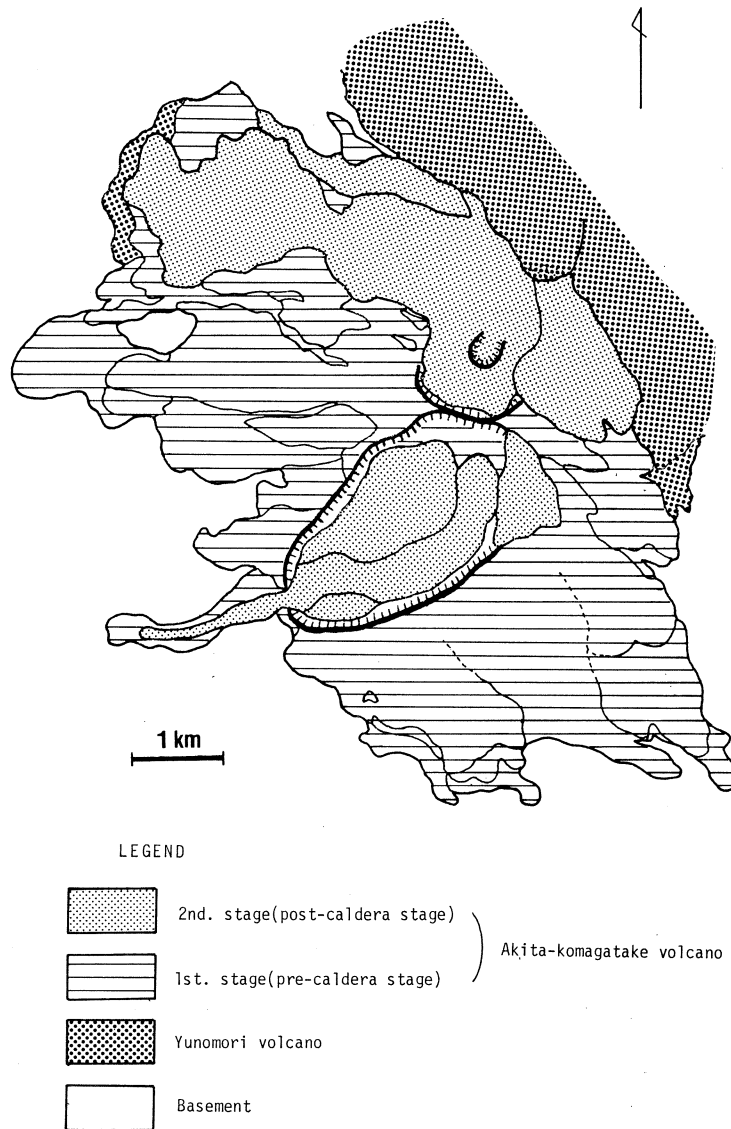 1 km
LEGEND
2nd. stage(post-caldera stage)
Akita-komagatake volcano
1st. stage(pre-caldera stage)
Yunomori volcano
Basement